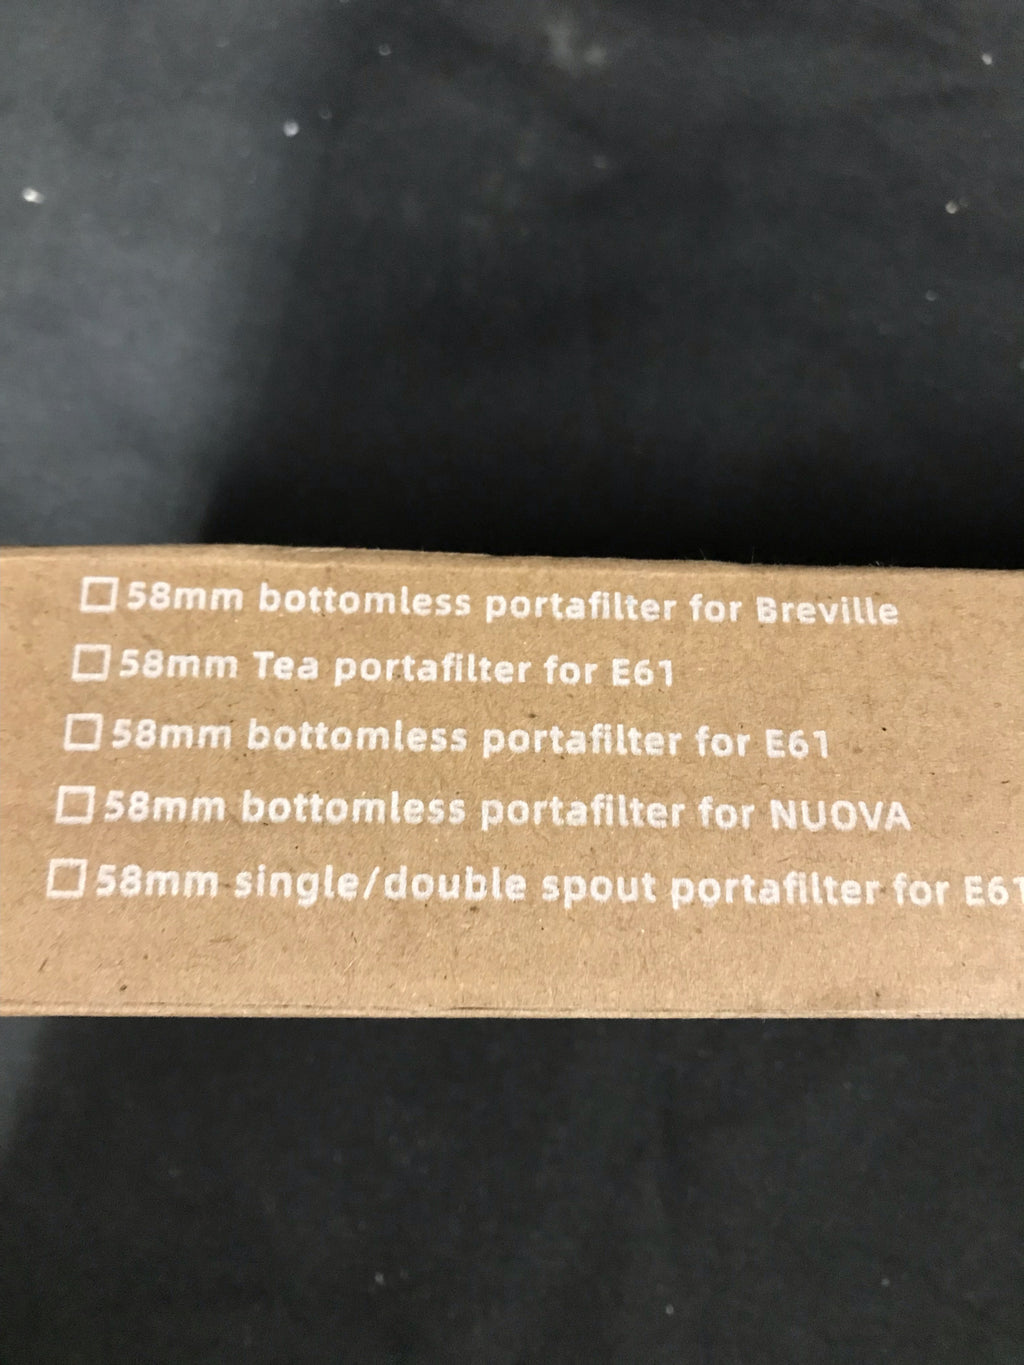 ☐58mm bottomless portafilter for Breville
☐58mm Tea portafilter for E61
☐58mm bottomless portafilter for E61
☐58mm bottomless portafilter for NUOVA
☐58mm single/double spout portafilter for E61